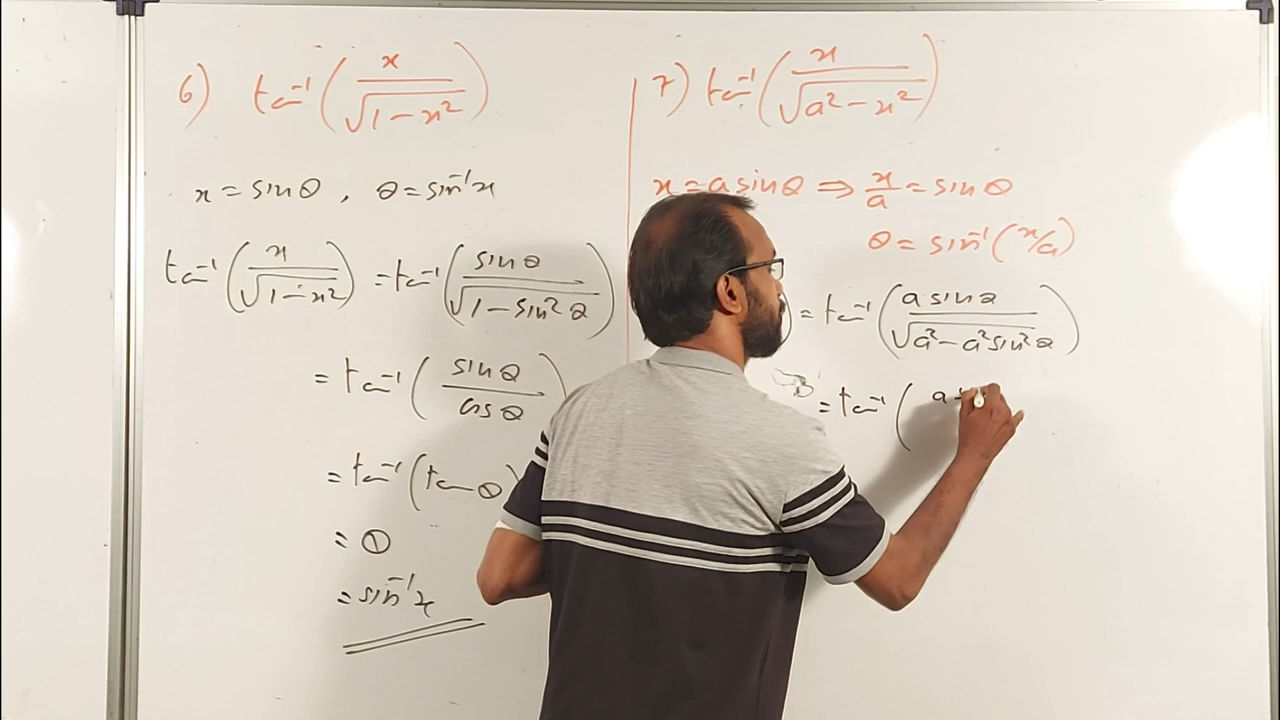 6) tan⁻¹(x/√(1-x²))
x = sinθ, θ = sin⁻¹x
tan⁻¹(x/√(1-x²)) = tan⁻¹(sinθ/√(1-sin²θ))
= tan⁻¹(sinθ/cosθ)
= tan⁻¹(tanθ)
= θ
= sin⁻¹x
7) tan⁻¹(x/√(a²-x²))
x = a sinθ ⇒ x/a = sinθ
θ = sin⁻¹(x/a)
) = tan⁻¹(a sinθ/√(a²-a²sin²θ))
= tan⁻¹( a